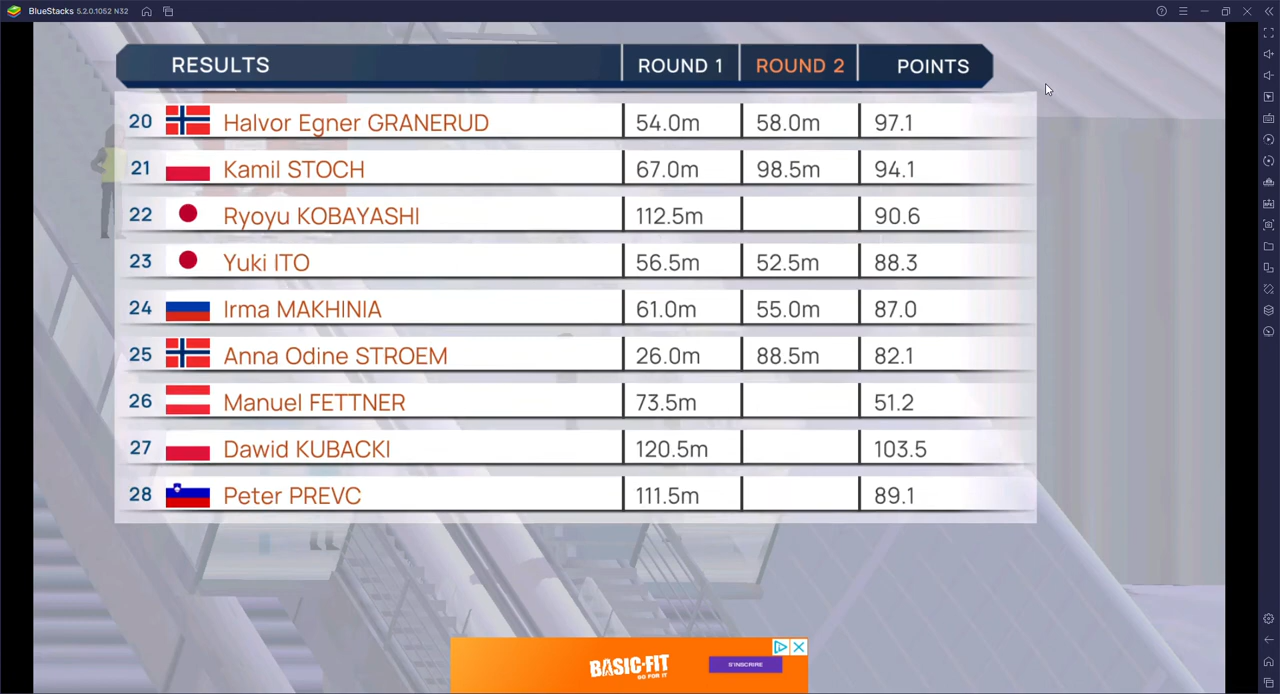 BlueStacks 5.2.0.1052 N32
RESULTS ROUND 1 ROUND 2 POINTS
20 Halvor Egner GRANERUD 54.0m 58.0m 97.1
21 Kamil STOCH 67.0m 98.5m 94.1
22 Ryoyu KOBAYASHI 112.5m 90.6
23 Yuki ITO 56.5m 52.5m 88.3
24 Irma MAKHINIA 61.0m 55.0m 87.0
25 Anna Odine STROEM 26.0m 88.5m 82.1
26 Manuel FETTNER 73.5m 51.2
27 Dawid KUBACKI 120.5m 103.5
28 Peter PREVC 111.5m 89.1
BASIC-FIT
GO FOR IT
S'INSCRIRE